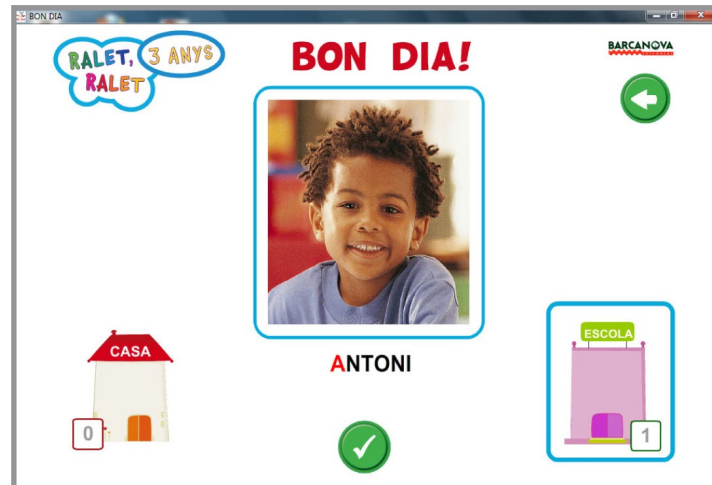 BON DIA
RALET, 3 ANYS
RALET
BON DIA!
BARCANOVA
ANTONI
CASA
0
ESCOLA
1